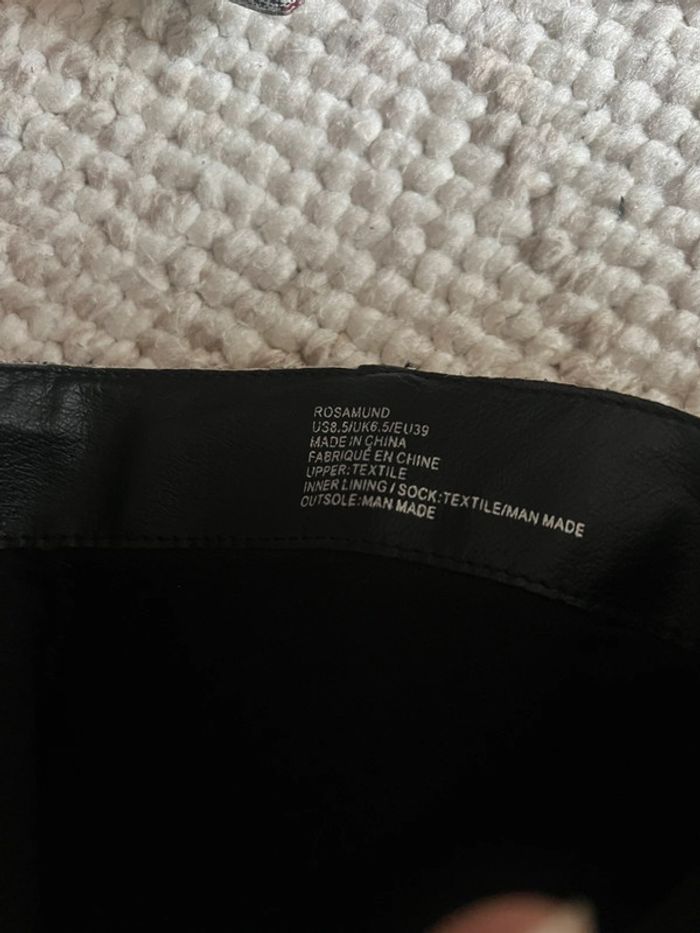 ROSAMUND
US8.5/UK6.5/EU39
MADE IN CHINA
FABRIQUÉ EN CHINE
UPPER:TEXTILE
INNER LINING / SOCK:TEXTILE/MAN MADE
OUTSOLE:MAN MADE